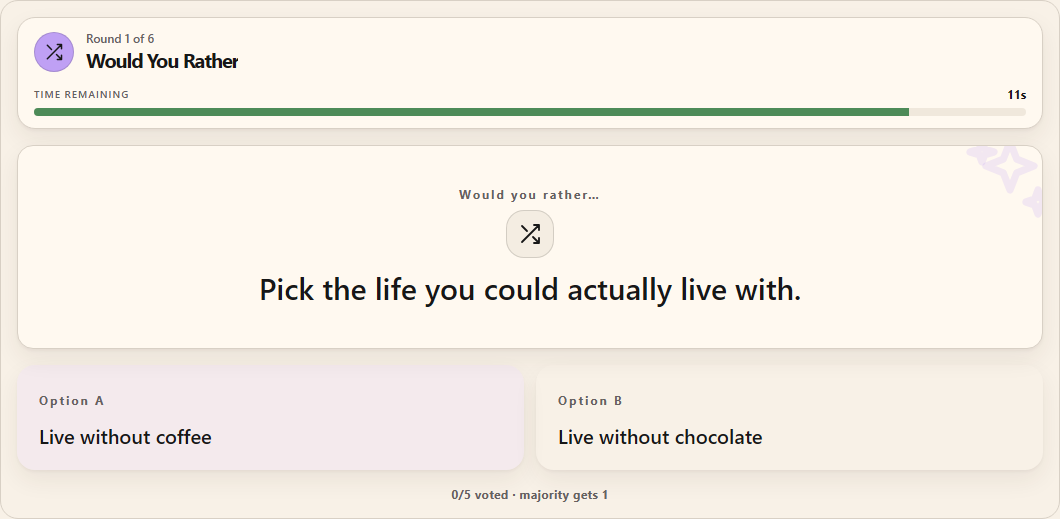 Round 1 of 6
Would You Rather
TIME REMAINING
11s
Would you rather...
Pick the life you could actually live with.
Option A
Live without coffee
Option B
Live without chocolate
0/5 voted · majority gets 1